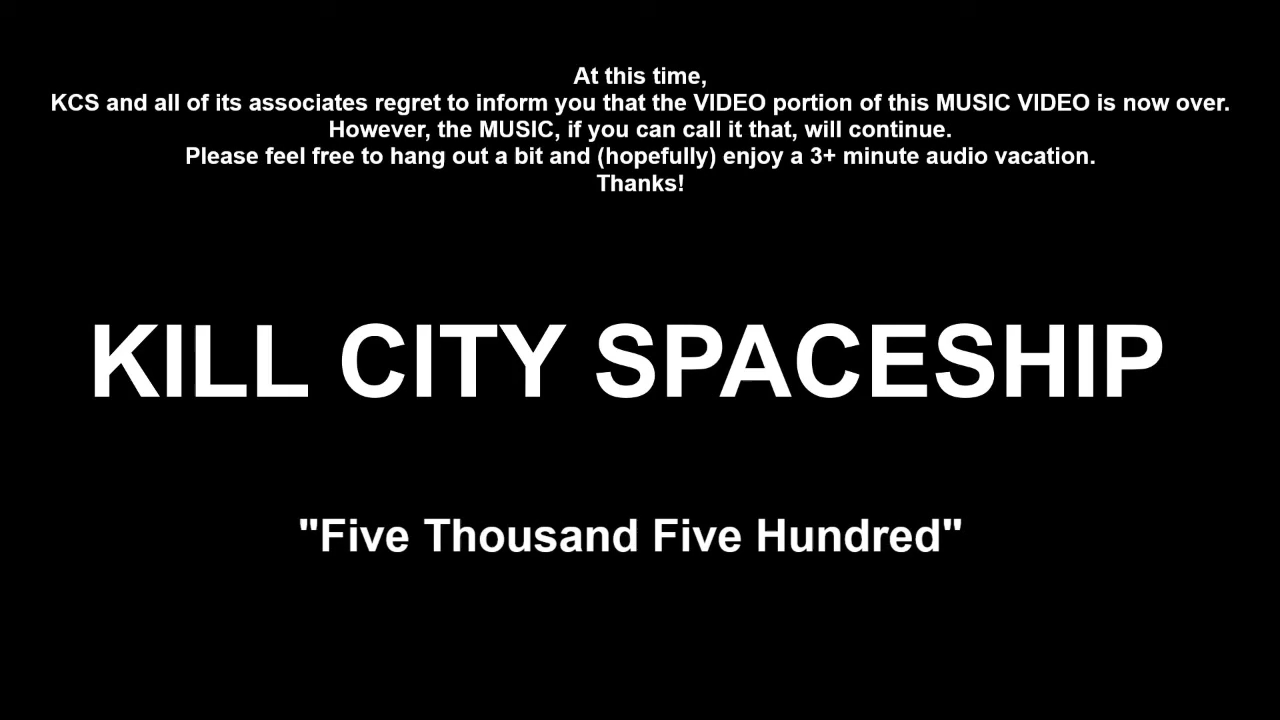 At this time,
KCS and all of its associates regret to inform you that the VIDEO portion of this MUSIC VIDEO is now over.
However, the MUSIC, if you can call it that, will continue.
Please feel free to hang out a bit and (hopefully) enjoy a 3+ minute audio vacation.
Thanks!
KILL CITY SPACESHIP
"Five Thousand Five Hundred"